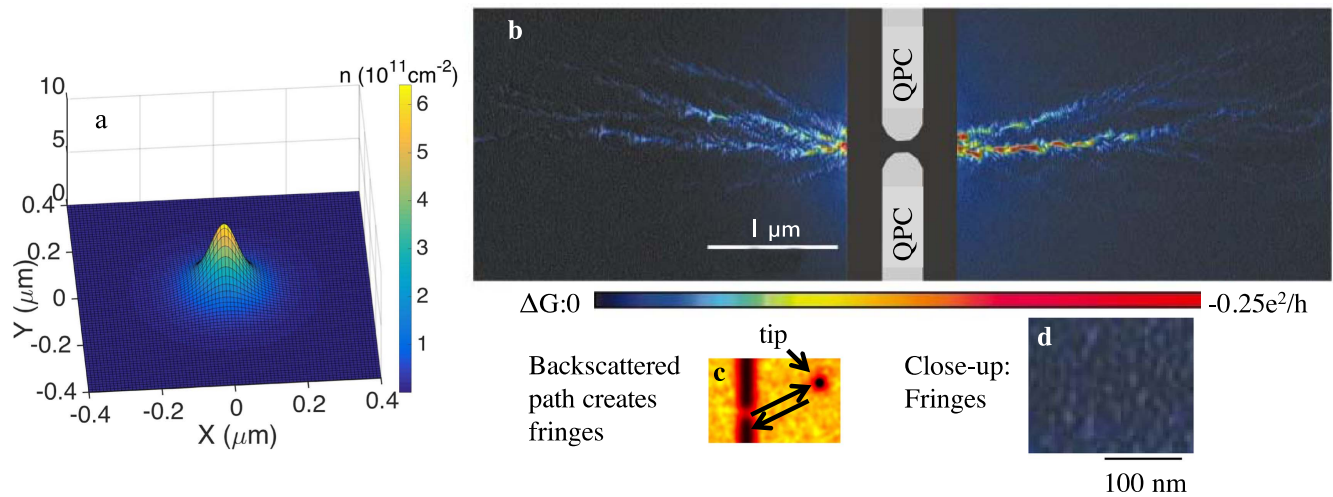 a
n (10¹¹cm⁻²)
10
5
0
0.4
0.2
0
-0.2
-0.4
Y (μm)
-0.4
-0.2
0
0.2
0.4
X (μm)
6
5
4
3
2
1
b
QPC
QPC
1 μm
ΔG:0
-0.25e²/h
Backscattered
path creates
fringes
tip
c
Close-up:
Fringes
d
100 nm